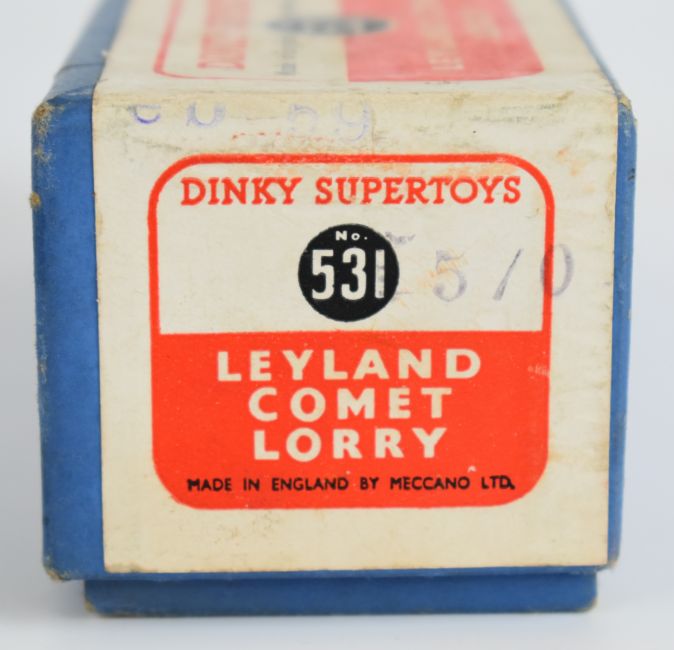 DINKY SUPERTOYS
No.
531
5/0
LEYLAND
COMET
LORRY
MADE IN ENGLAND BY MECCANO LTD.